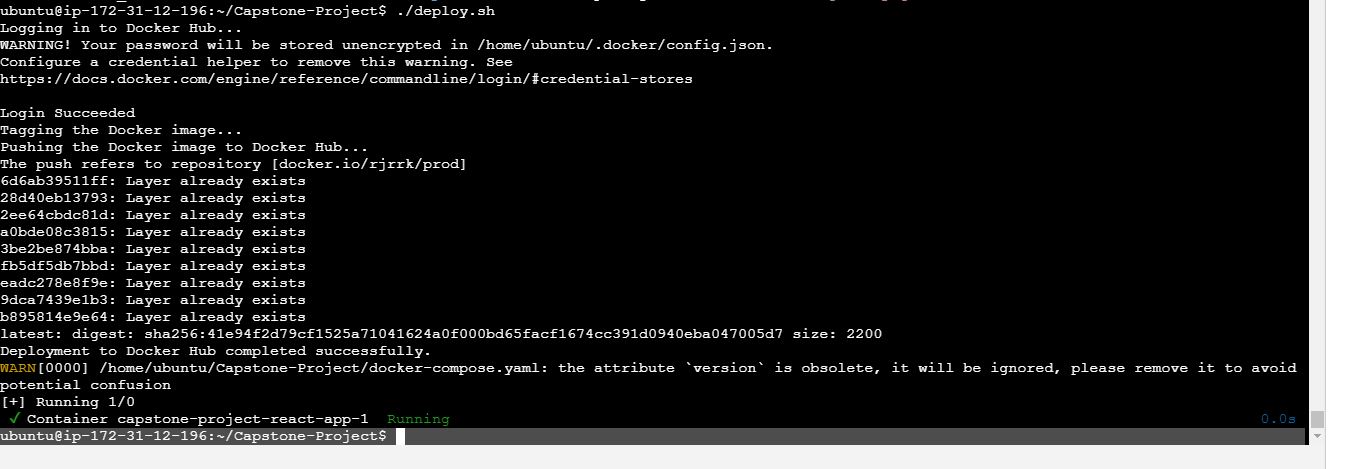 ubuntu@ip-172-31-12-196:~/Capstone-Project$ ./deploy.sh
Logging in to Docker Hub...
WARNING! Your password will be stored unencrypted in /home/ubuntu/.docker/config.json.
Configure a credential helper to remove this warning. See
https://docs.docker.com/engine/reference/commandline/login/#credential-stores
Login Succeeded
Tagging the Docker image...
Pushing the Docker image to Docker Hub...
The push refers to repository [docker.io/rjrrk/prod]
6d6ab39511ff: Layer already exists
28d40eb13793: Layer already exists
2ee64cbdc81d: Layer already exists
a0bde08c3815: Layer already exists
3be2be874bba: Layer already exists
fb5df5db7bbd: Layer already exists
eadc278e8f9e: Layer already exists
9dca7439e1b3: Layer already exists
b895814e9e64: Layer already exists
latest: digest: sha256:41e94f2d79cf1525a71041624a0f000bd65facf1674cc391d0940eba047005d7 size: 2200
Deployment to Docker Hub completed successfully.
WARN[0000] /home/ubuntu/Capstone-Project/docker-compose.yaml: the attribute `version` is obsolete, it will be ignored, please remove it to avoid
potential confusion
[+] Running 1/0
✓ Container capstone-project-react-app-1 Running 0.0s
ubuntu@ip-172-31-12-196:~/Capstone-Project$